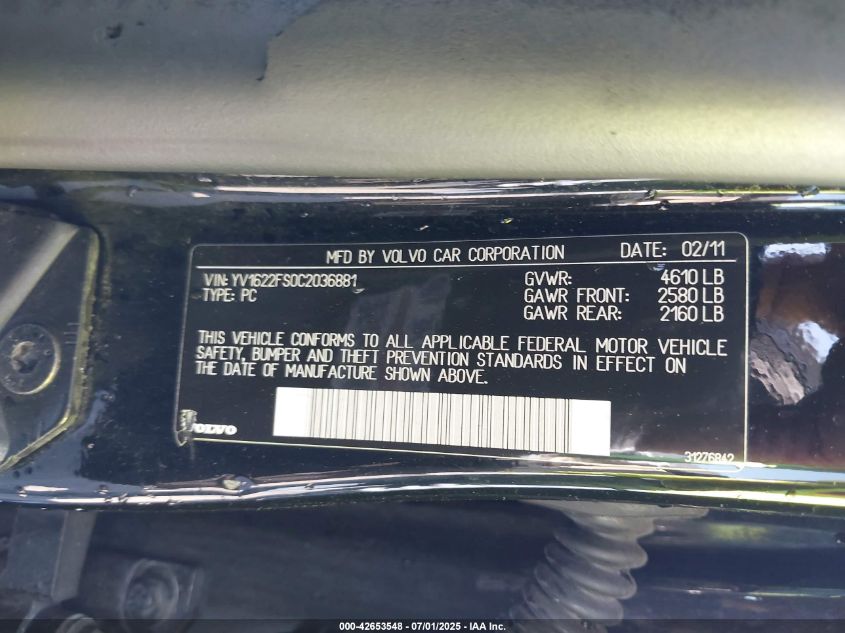 MFD BY VOLVO CAR CORPORATION DATE: 02/11
VIN: YV1622FS0C2036881 GVWR: 4610 LB
TYPE: PC GAWR FRONT: 2580 LB
GAWR REAR: 2160 LB
THIS VEHICLE CONFORMS TO ALL APPLICABLE FEDERAL MOTOR VEHICLE
SAFETY, BUMPER AND THEFT PREVENTION STANDARDS IN EFFECT ON
THE DATE OF MANUFACTURE SHOWN ABOVE.
VOLVO
31276842
000-42653548 - 07/01/2025 - IAA Inc.